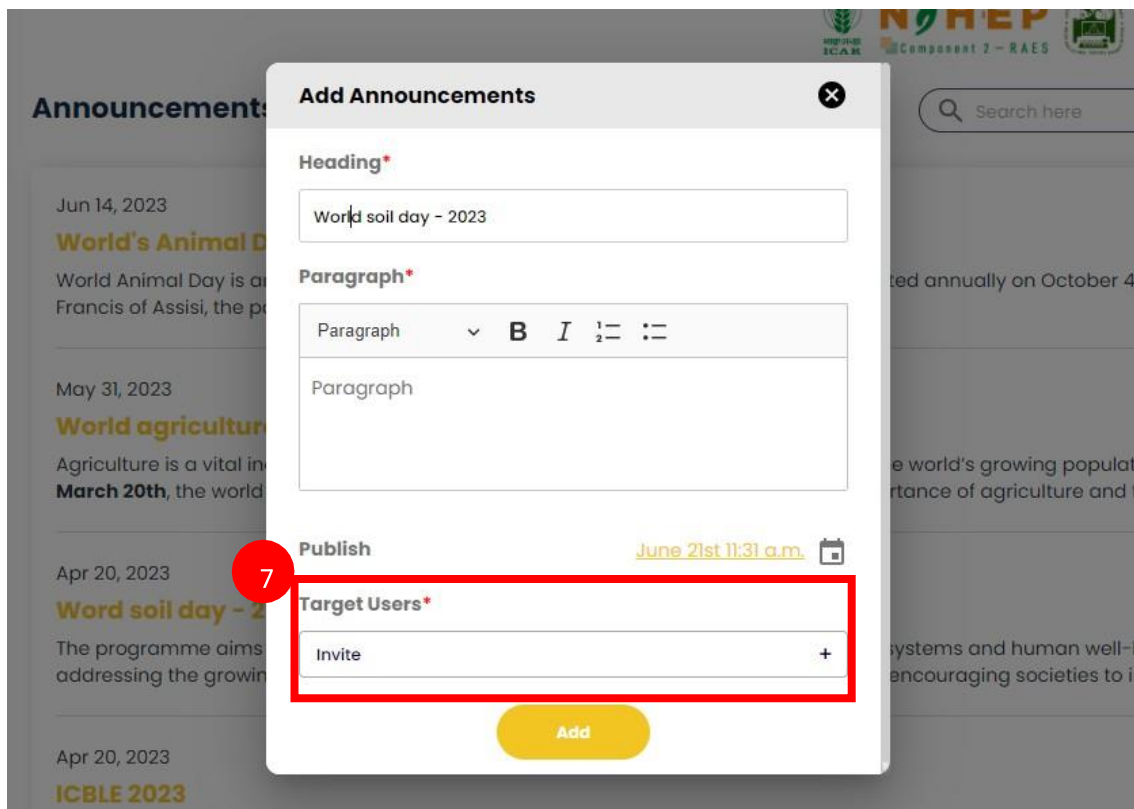 NAHEP
ICAR
Component 2 – RAES
Announcements
Search here
Add Announcements
Heading*
World soil day - 2023
Paragraph*
Paragraph
B I
Paragraph
Publish
June 21st 11:31 a.m.
7
Target Users*
Invite +
Add
Jun 14, 2023
World's Animal D
World Animal Day is a
ted annually on October 4
Francis of Assisi, the p
May 31, 2023
World agricultur
Agriculture is a vital in
e world's growing populat
March 20th, the world
rtance of agriculture and
Apr 20, 2023
Word soil day - 2
The programme aims
systems and human well-
addressing the growin
encouraging societies to i
Apr 20, 2023
ICBLE 2023